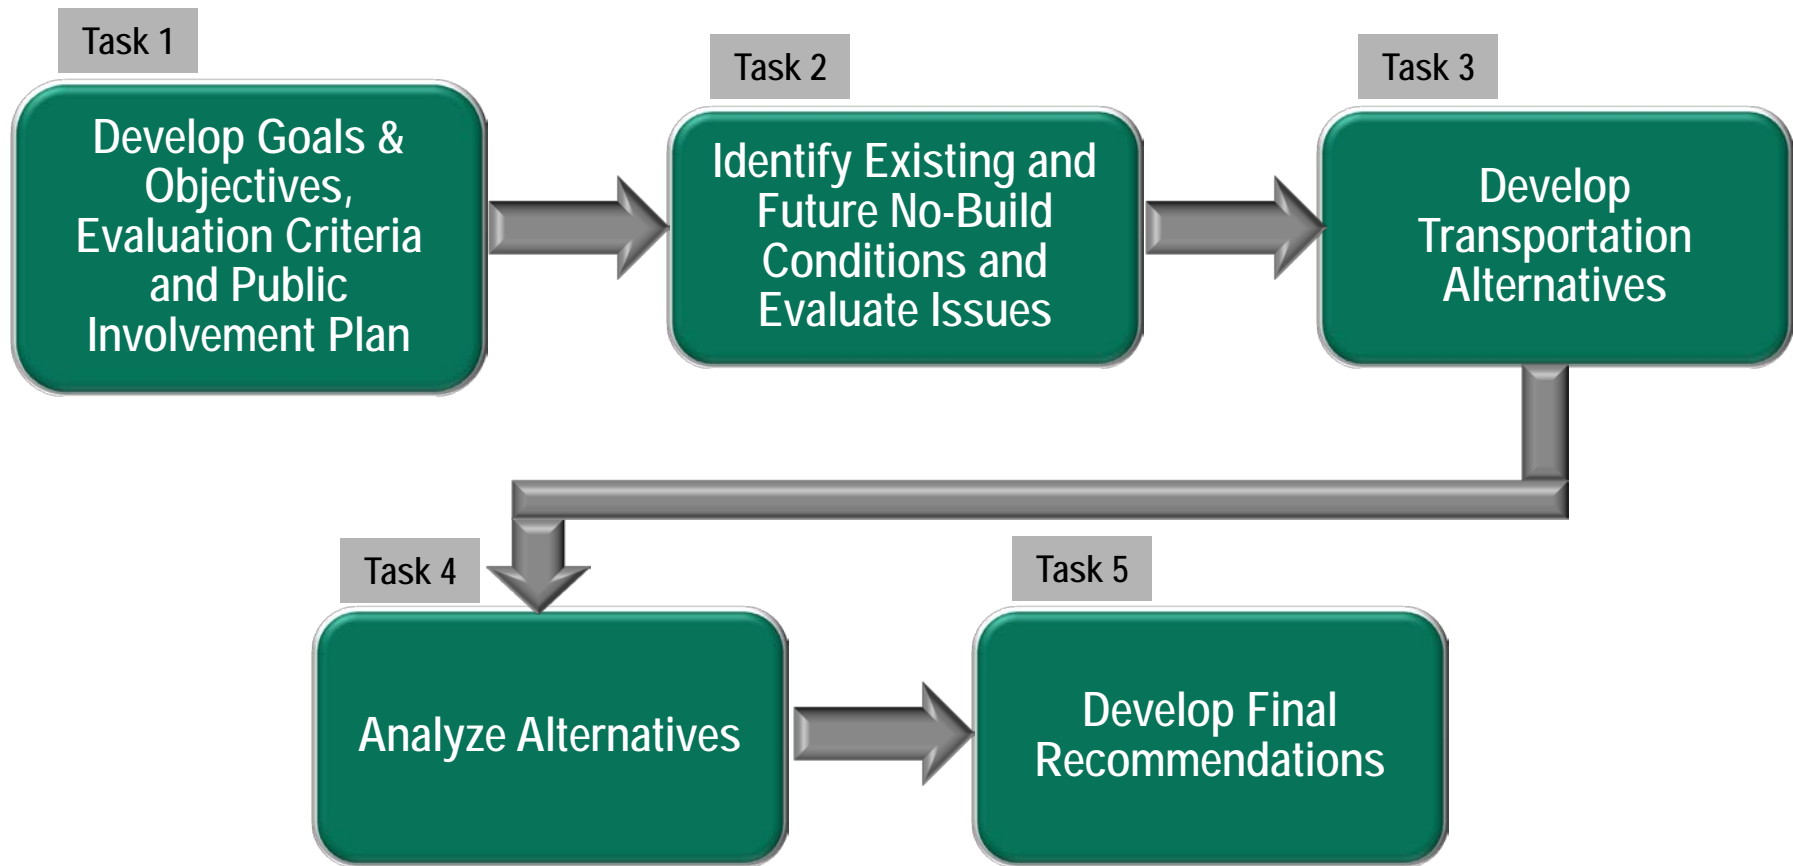 Task 1
Develop Goals &
Objectives,
Evaluation Criteria
and Public
Involvement Plan
Task 2
Identify Existing and
Future No-Build
Conditions and
Evaluate Issues
Task 3
Develop
Transportation
Alternatives
Task 4
Analyze Alternatives
Task 5
Develop Final
Recommendations